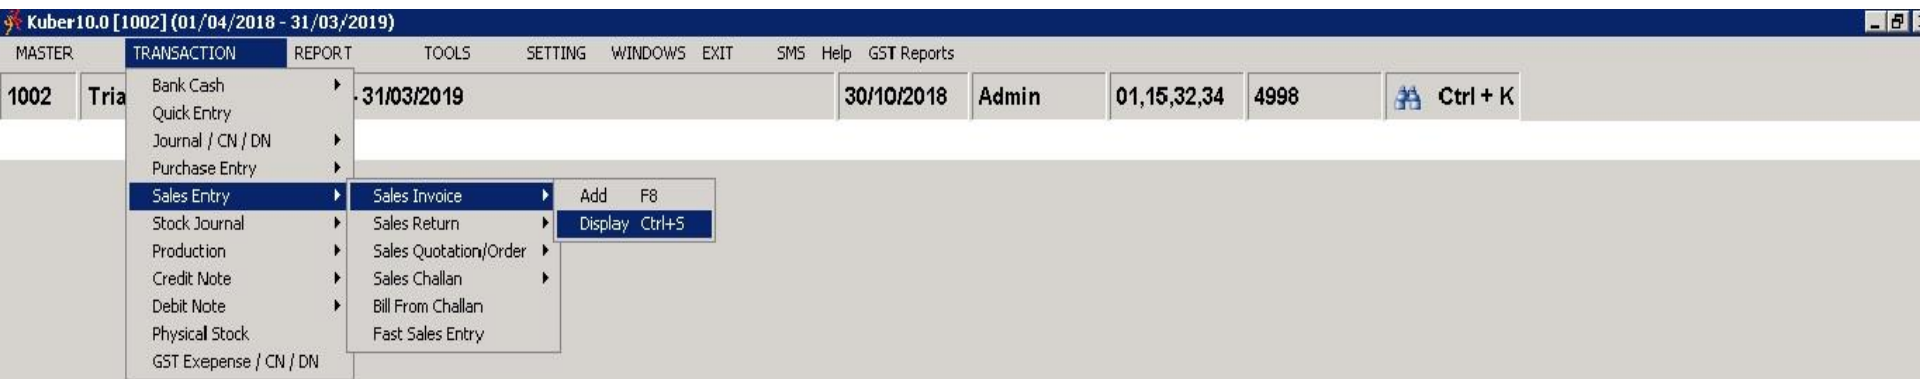 Kuber10.0 [1002] (01/04/2018 - 31/03/2019)
MASTER TRANSACTION REPORT TOOLS SETTING WINDOWS EXIT SMS Help GST Reports
1002 Tria - 31/03/2019 30/10/2018 Admin 01,15,32,34 4998 Ctrl + K
Bank Cash
Quick Entry
Journal / CN / DN
Purchase Entry
Sales Entry
Stock Journal
Production
Credit Note
Debit Note
Physical Stock
GST Exepense / CN / DN
Sales Invoice
Sales Return
Sales Quotation/Order
Sales Challan
Bill From Challan
Fast Sales Entry
Add F8
Display Ctrl+S